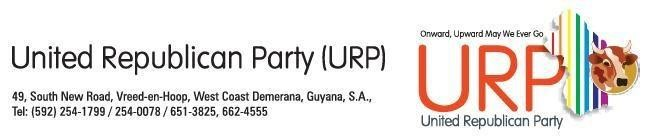 United Republican Party (URP)
49, South New Road, Vreed-en-Hoop, West Coast Demerana, Guyana, S.A.,
Tel: (592) 254-1799 / 254-0078 / 651-3825, 662-4555
Onward, Upward May We Ever Go
URP
United Republican Party